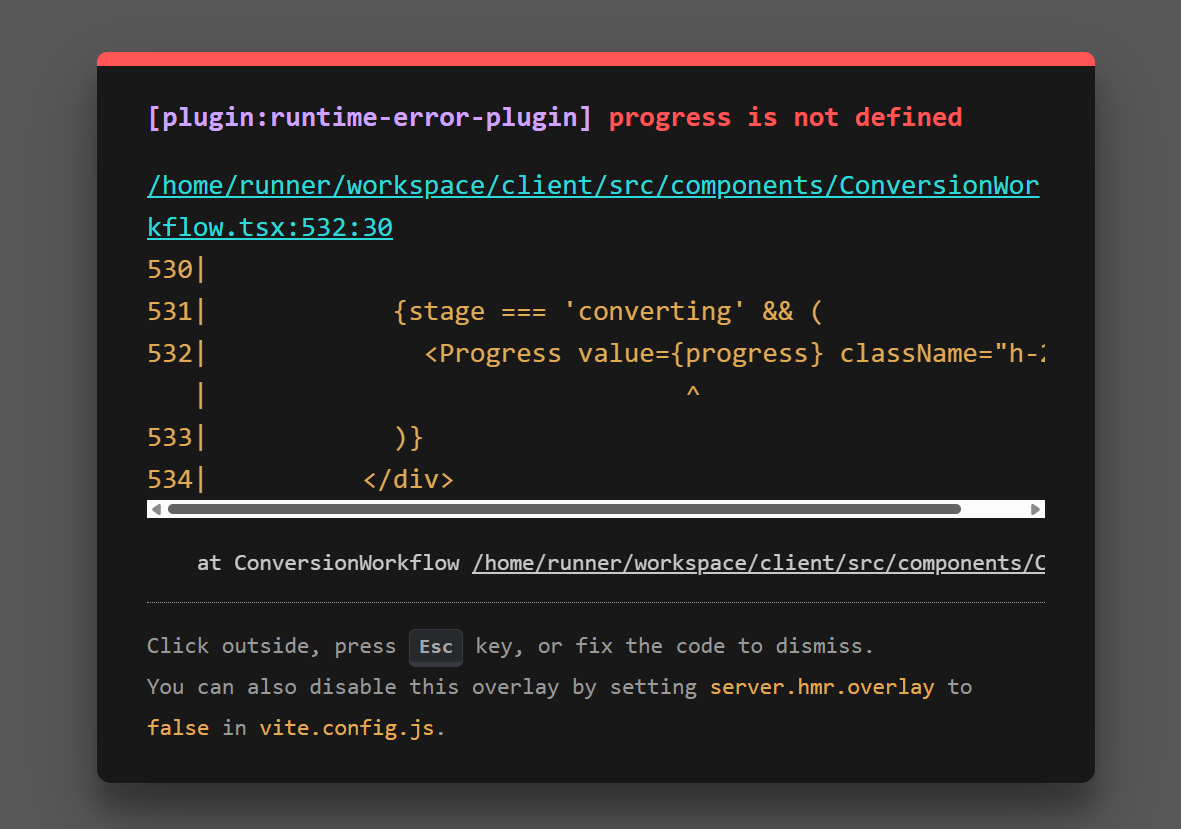 [plugin:runtime-error-plugin] progress is not defined
/home/runner/workspace/client/src/components/ConversionWor
kflow.tsx:532:30
530|
531|            {stage === 'converting' && (
532|              <Progress value={progress} className="h-2
   |                               ^
533|            )}
534|          </div>
at ConversionWorkflow /home/runner/workspace/client/src/components/C
Click outside, press Esc key, or fix the code to dismiss.
You can also disable this overlay by setting server.hmr.overlay to
false in vite.config.js.